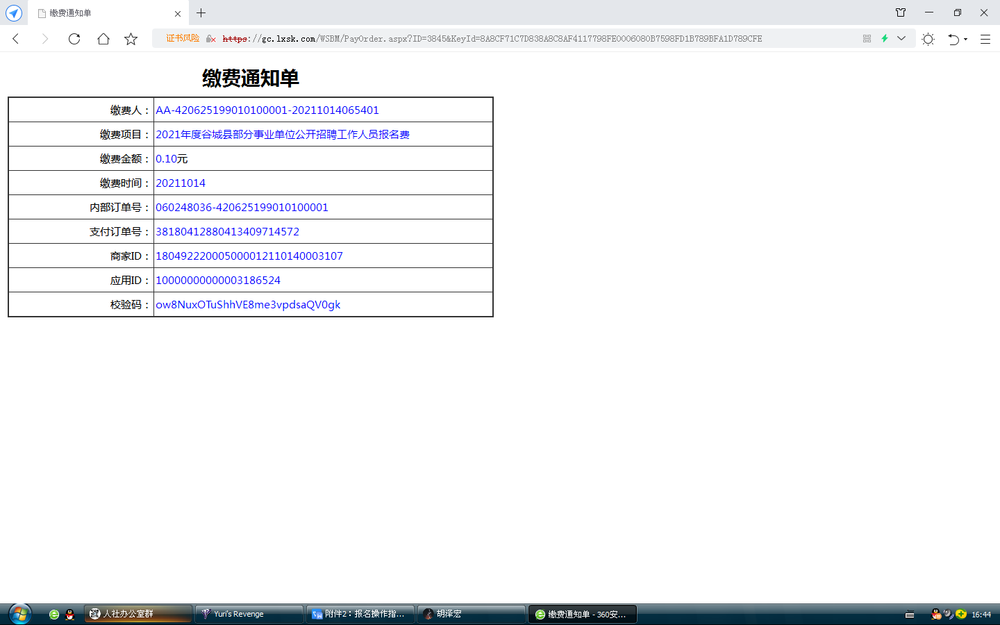 缴费通知单
证书风险 https://gc.lxsk.com/WSBM/PayOrder.aspx?ID=3845&KeyId=8A8CF71C7D838A8C8AF4117798FE0006080B7598FD1B789BFA1D789CFE
缴费通知单
缴费人： AA-420625199010100001-20211014065401
缴费项目： 2021年度谷城县部分事业单位公开招聘工作人员报名费
缴费金额： 0.10元
缴费时间： 20211014
内部订单号： 060248036-420625199010100001
支付订单号： 38180412880413409714572
商家ID： 180492220005000012110140003107
应用ID： 10000000000003186524
校验码： ow8NuxOTuShhVE8me3vpdsaQV0gk
人社办公室群 Yuri's Revenge 附件2：报名操作指... 胡泽宏 缴费通知单 - 360安... 16:44